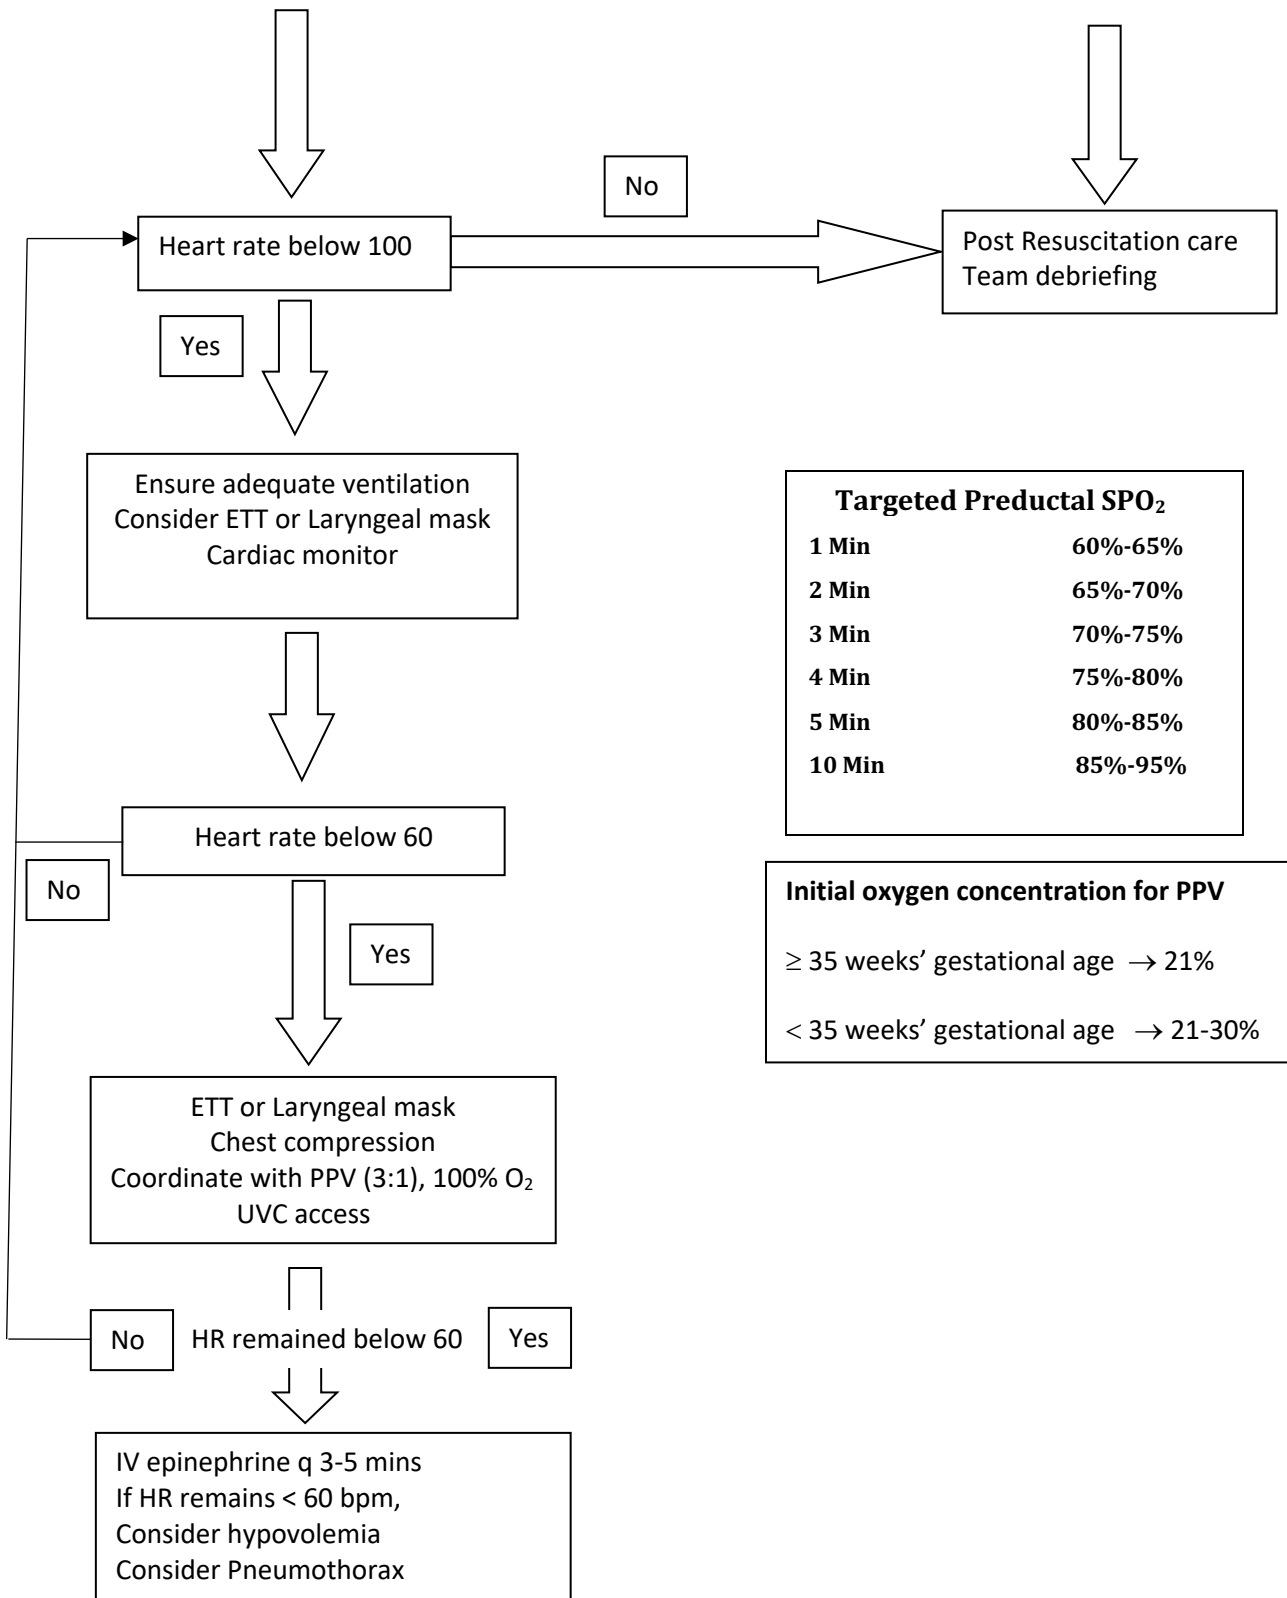 No
Heart rate below 100
Post Resuscitation care
Team debriefing
Yes
Ensure adequate ventilation
Consider ETT or Laryngeal mask
Cardiac monitor
Targeted Preductal SPO₂
1 Min 60%-65%
2 Min 65%-70%
3 Min 70%-75%
4 Min 75%-80%
5 Min 80%-85%
10 Min 85%-95%
Heart rate below 60
No
Yes
Initial oxygen concentration for PPV
≥ 35 weeks’ gestational age → 21%
< 35 weeks’ gestational age → 21-30%
ETT or Laryngeal mask
Chest compression
Coordinate with PPV (3:1), 100% O₂
UVC access
No HR remained below 60 Yes
IV epinephrine q 3-5 mins
If HR remains < 60 bpm,
Consider hypovolemia
Consider Pneumothorax